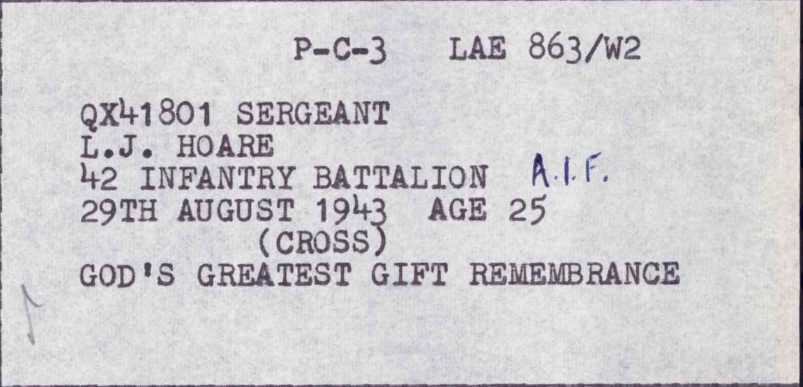 P-C-3 LAE 863/W2
QX41801 SERGEANT
L.J. HOARE
42 INFANTRY BATTALION A.I.F.
29TH AUGUST 1943 AGE 25
(CROSS)
GOD'S GREATEST GIFT REMEMBRANCE